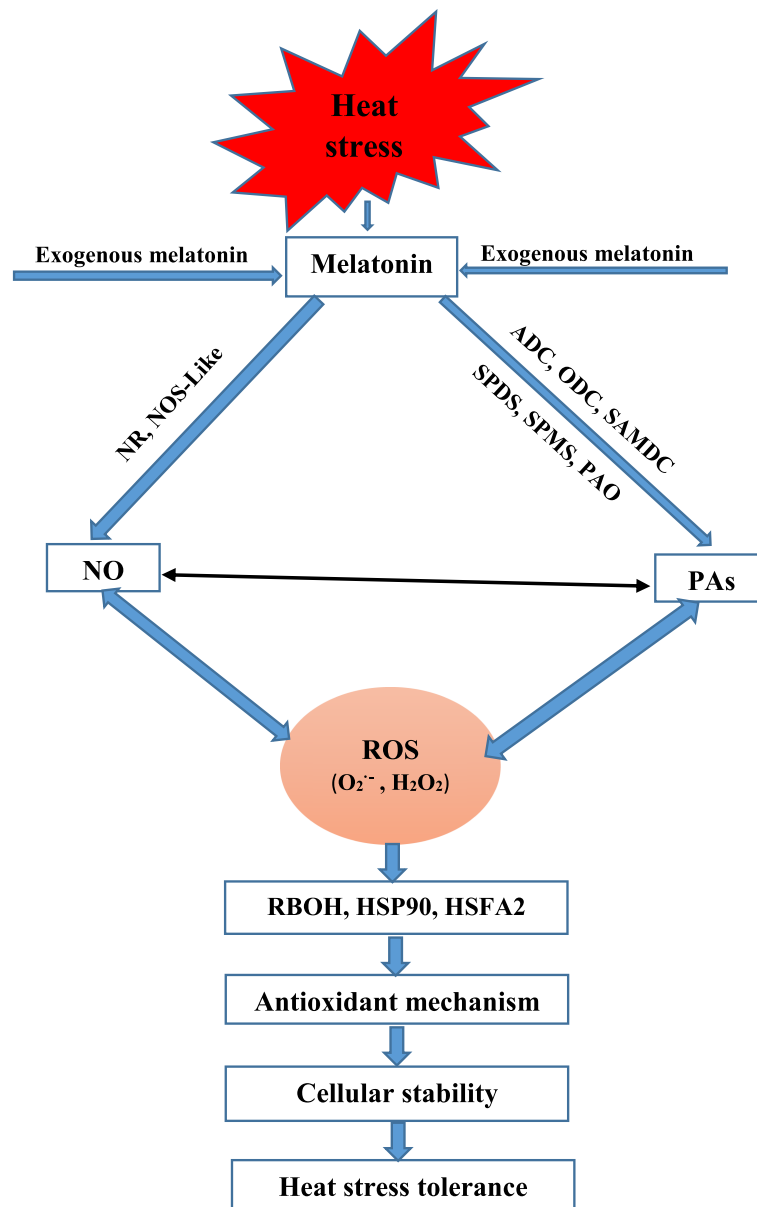 Heat
stress
Exogenous melatonin
Melatonin
Exogenous melatonin
NR, NOS-Like
ADC, ODC, SAMDC
SPDS, SPMS, PAO
NO
PAs
ROS
(O₂·⁻ , H₂O₂)
RBOH, HSP90, HSFA2
Antioxidant mechanism
Cellular stability
Heat stress tolerance